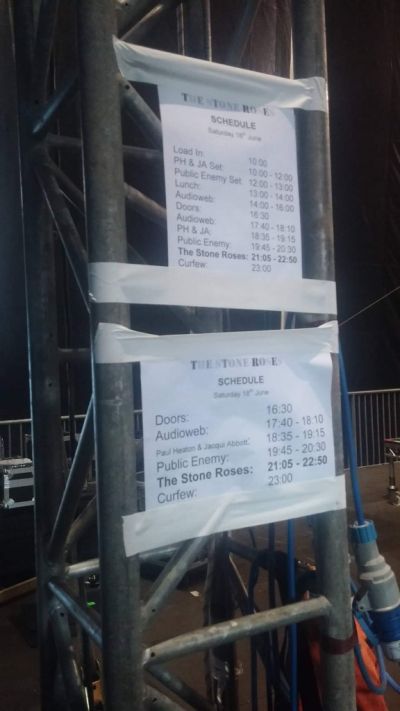 THE STONE ROSES
SCHEDULE
Saturday 18th June
Load In: 10:00
PH & JA Set: 10:00 - 12:00
Public Enemy Set: 12:00 - 13:00
Lunch: 13:00 - 14:00
Audioweb: 14:00 - 16:00
Doors: 16:30
Audioweb: 17:40 - 18:10
PH & JA: 18:35 - 19:15
Public Enemy: 19:45 - 20:30
The Stone Roses: 21:05 - 22:50
Curfew: 23:00
THE STONE ROSES
SCHEDULE
Saturday 18th June
Doors: 16:30
Audioweb: 17:40 - 18:10
Paul Heaton & Jacqui Abbott: 18:35 - 19:15
Public Enemy: 19:45 - 20:30
The Stone Roses: 21:05 - 22:50
Curfew: 23:00